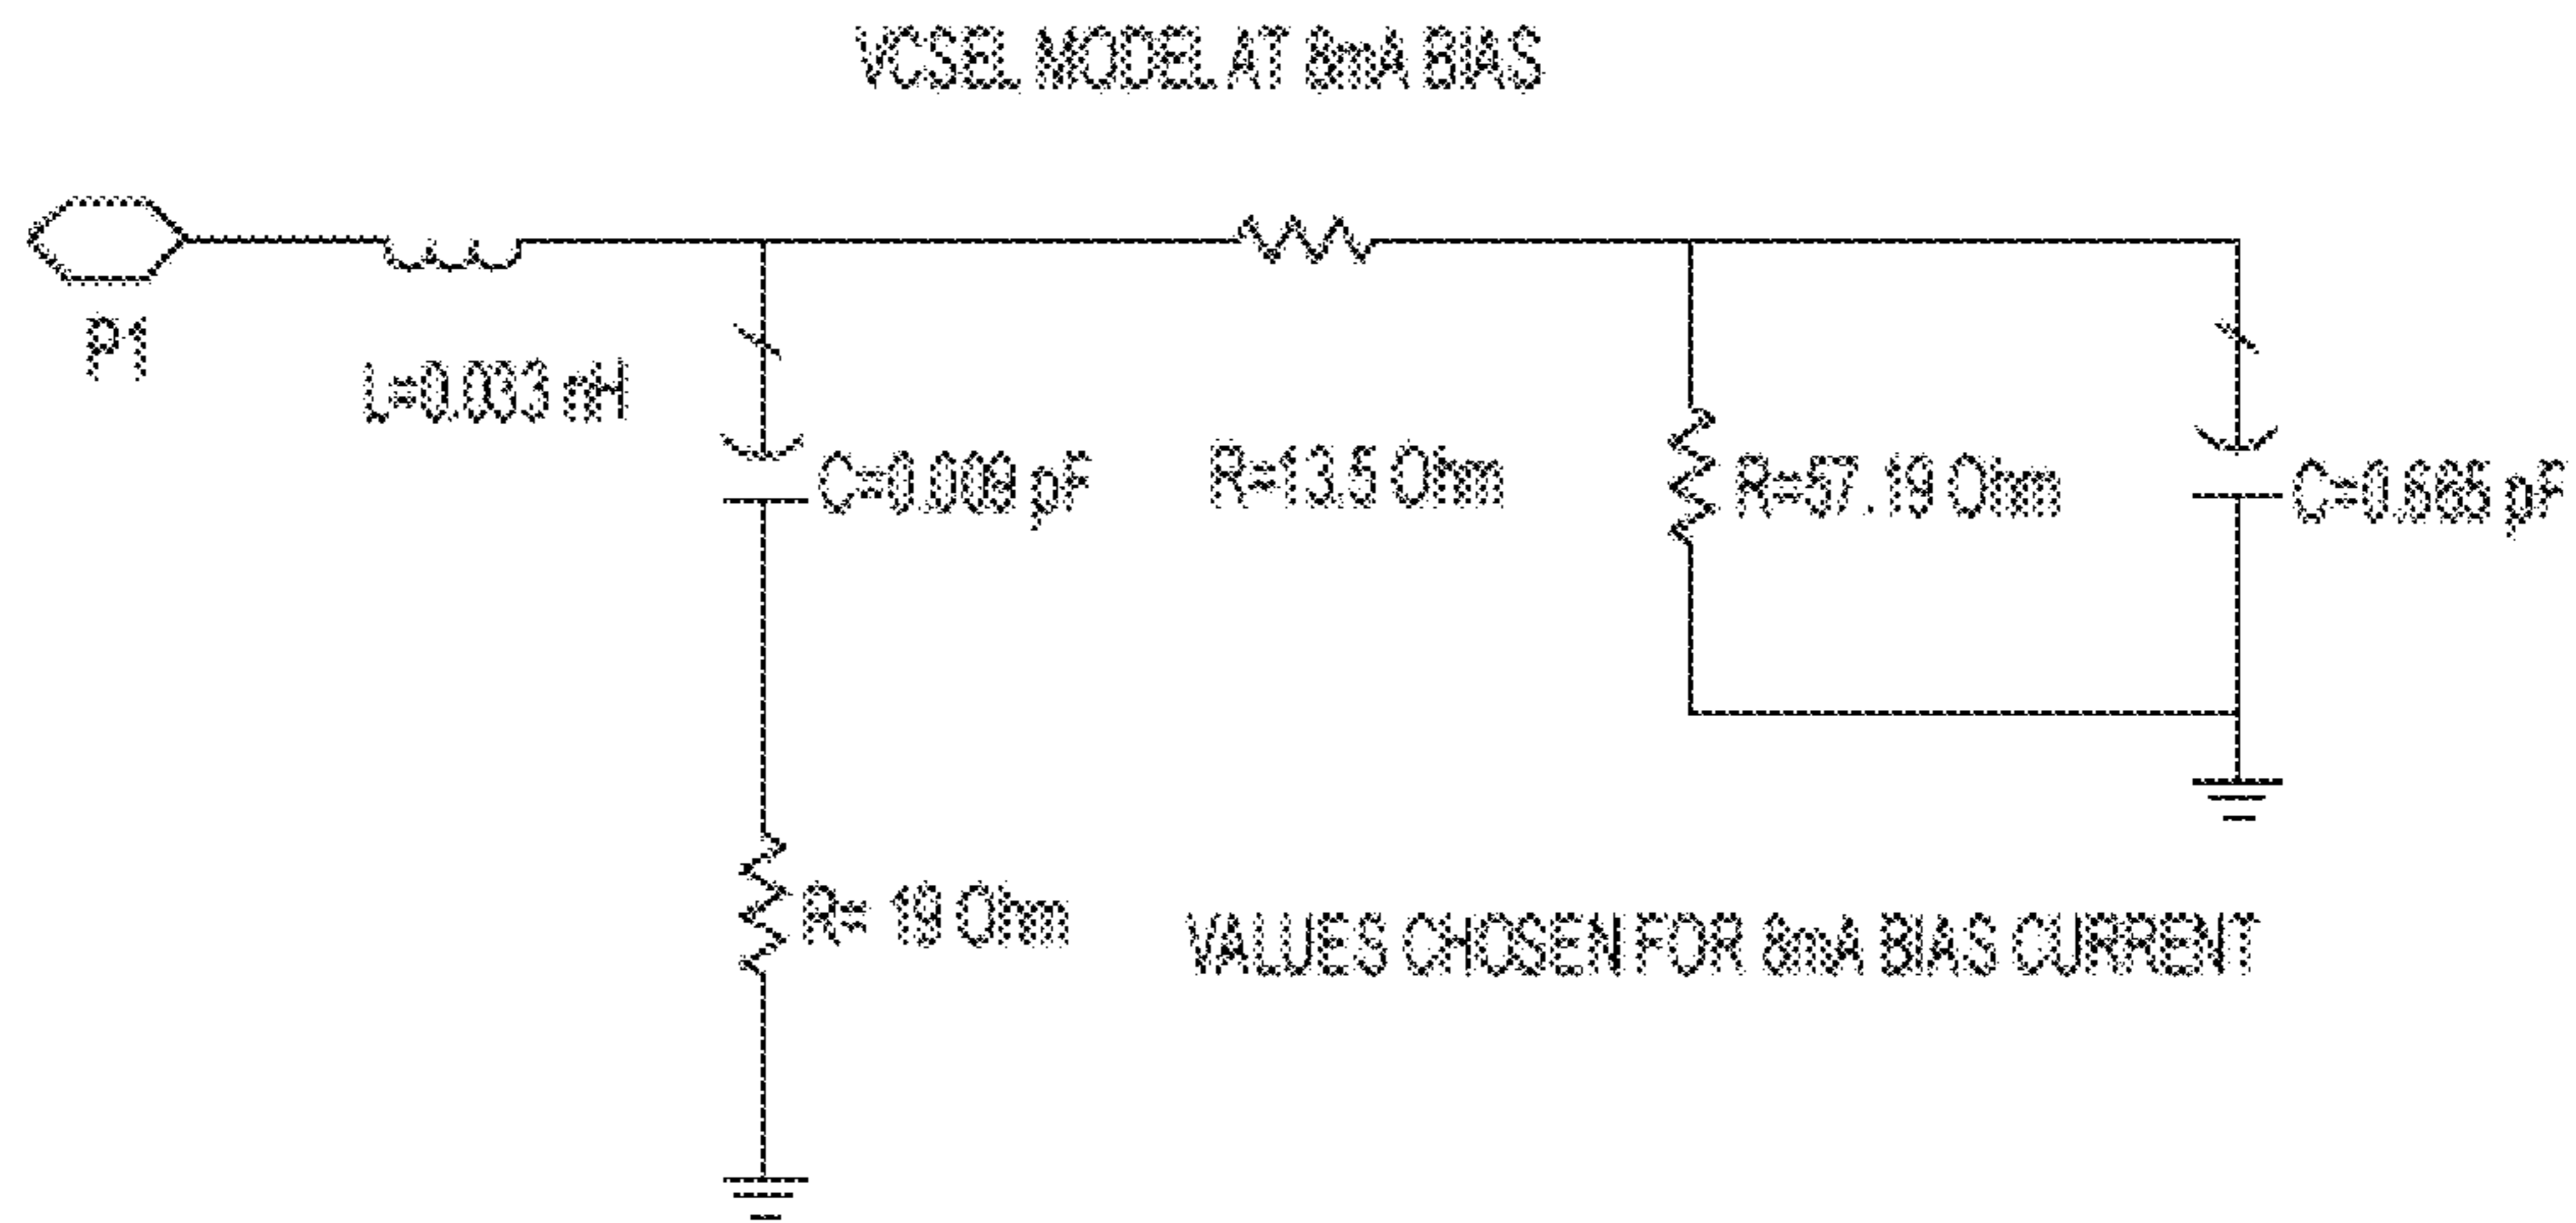 VCSEL MODEL AT 8mA BIAS
P1
L=0.033 nH
C=0.009 pF
R=13.5 Ohm
R=57.19 Ohm
C=0.665 pF
R= 19 Ohm
VALUES CHOSEN FOR 8mA BIAS CURRENT